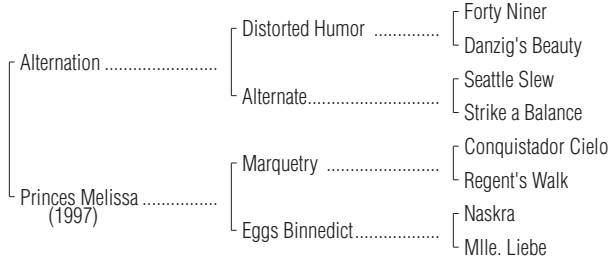 Forty Niner
Distorted Humor ..............
Danzig's Beauty
Alternation ........................
Seattle Slew
Alternate............................
Strike a Balance
Conquistador Cielo
Marquetry ........................
Regent's Walk
Princes Melissa ................
(1997)
Naskra
Eggs Binnedict..................
Mlle. Liebe